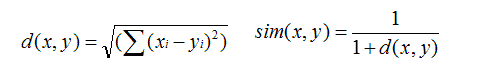 d(x, y) = √(∑(xi − yi)²) sim(x, y) = 1 / 1 + d(x, y)